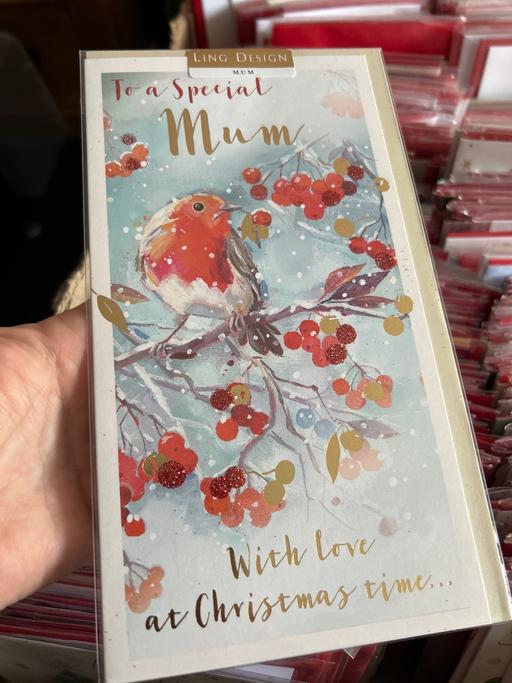 LING DESIGN
MUM
To a Special
Mum
With love
at Christmas time...